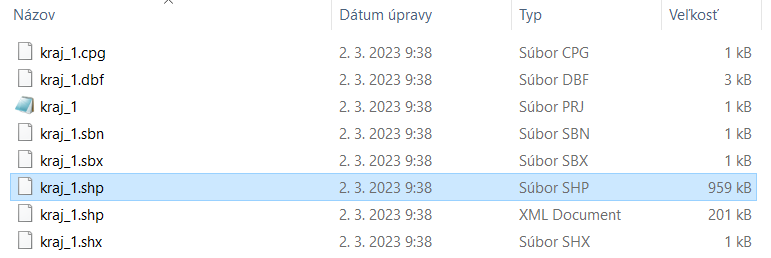 Názov Dátum úpravy Typ Veľkosť
kraj_1.cpg 2. 3. 2023 9:38 Súbor CPG 1 kB
kraj_1.dbf 2. 3. 2023 9:38 Súbor DBF 3 kB
kraj_1 2. 3. 2023 9:38 Súbor PRJ 1 kB
kraj_1.sbn 2. 3. 2023 9:38 Súbor SBN 1 kB
kraj_1.sbx 2. 3. 2023 9:38 Súbor SBX 1 kB
kraj_1.shp 2. 3. 2023 9:38 Súbor SHP 959 kB
kraj_1.shp 2. 3. 2023 9:38 XML Document 201 kB
kraj_1.shx 2. 3. 2023 9:38 Súbor SHX 1 kB